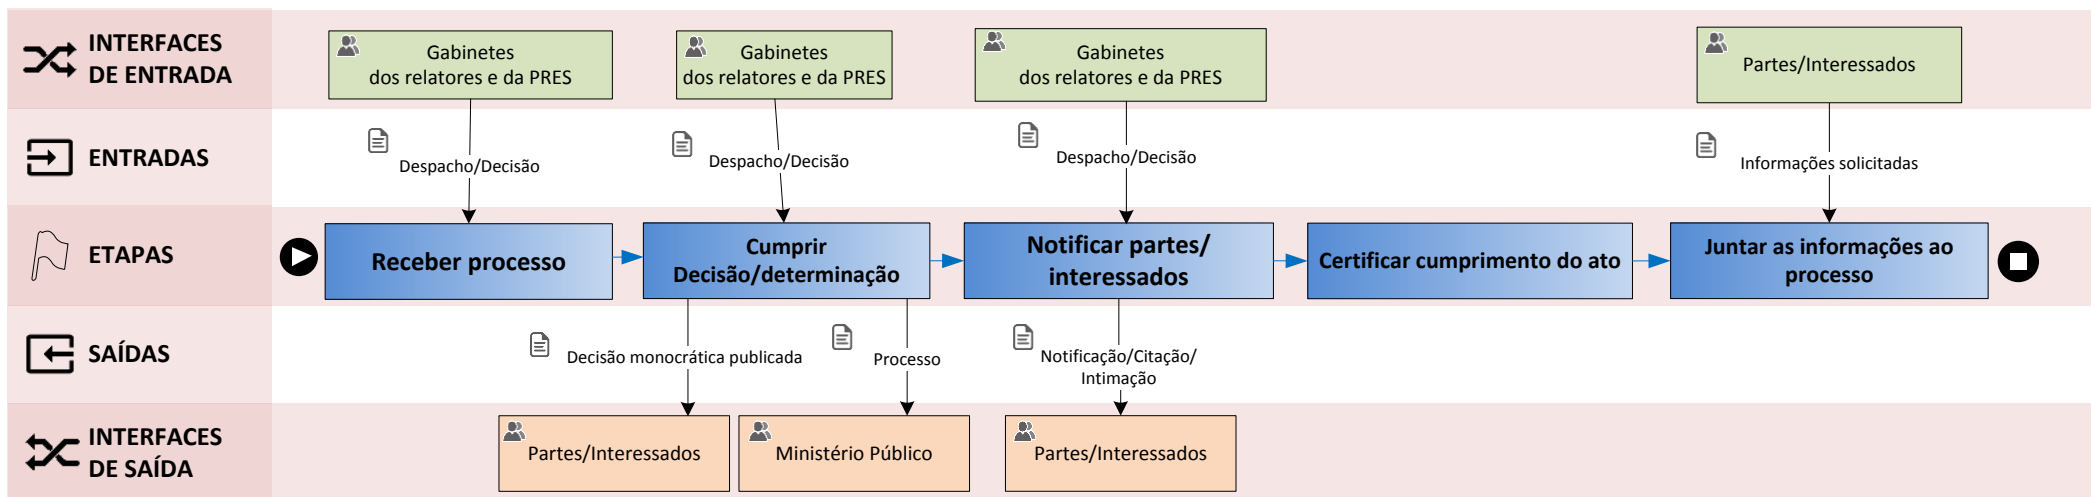 INTERFACES
DE ENTRADA
Gabinetes
dos relatores e da PRES
Gabinetes
dos relatores e da PRES
Gabinetes
dos relatores e da PRES
Partes/Interessados
ENTRADAS
Despacho/Decisão
Despacho/Decisão
Despacho/Decisão
Informações solicitadas
ETAPAS
Receber processo
Cumprir
Decisão/determinação
Notificar partes/
interessados
Certificar cumprimento do ato
Juntar as informações ao
processo
SAÍDAS
Decisão monocrática publicada
Processo
Notificação/Citação/
Intimação
INTERFACES
DE SAÍDA
Partes/Interessados
Ministério Público
Partes/Interessados